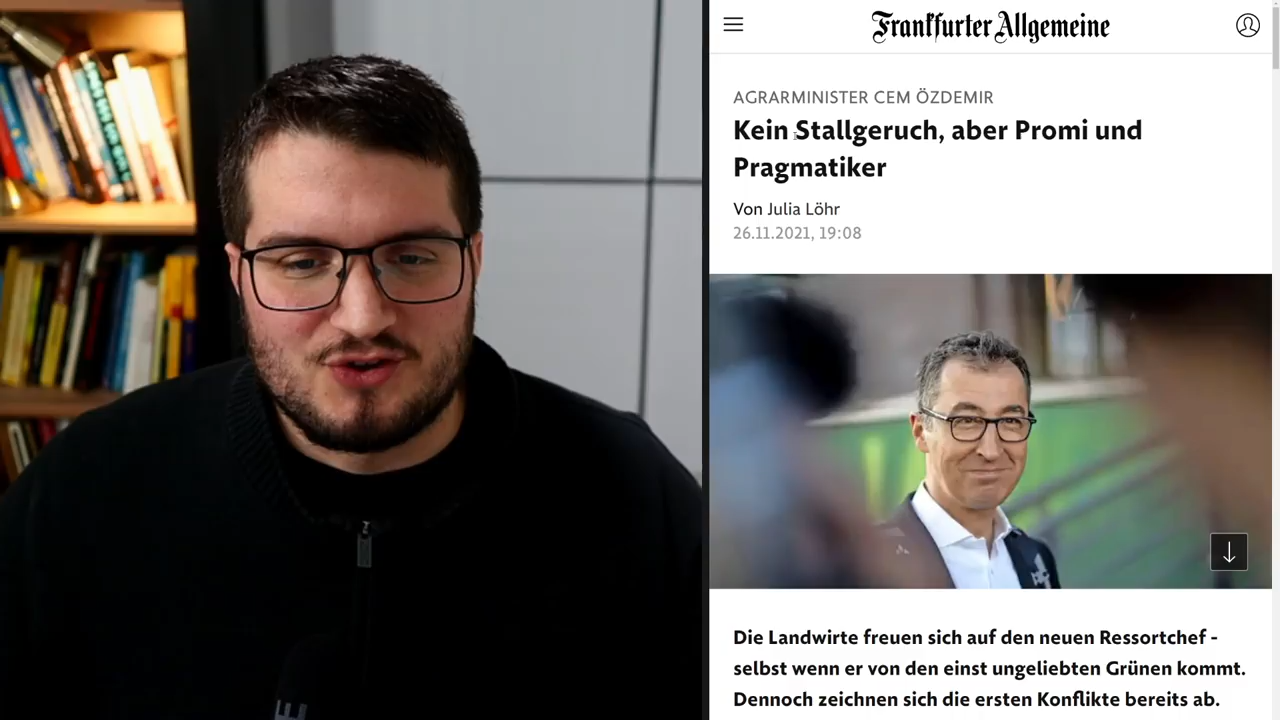 Frankfurter Allgemeine
AGRARMINISTER CEM ÖZDEMIR
Kein Stallgeruch, aber Promi und
Pragmatiker
Von Julia Löhr
26.11.2021, 19:08
Die Landwirte freuen sich auf den neuen Ressortchef -
selbst wenn er von den einst ungeliebten Grünen kommt.
Dennoch zeichnen sich die ersten Konflikte bereits ab.